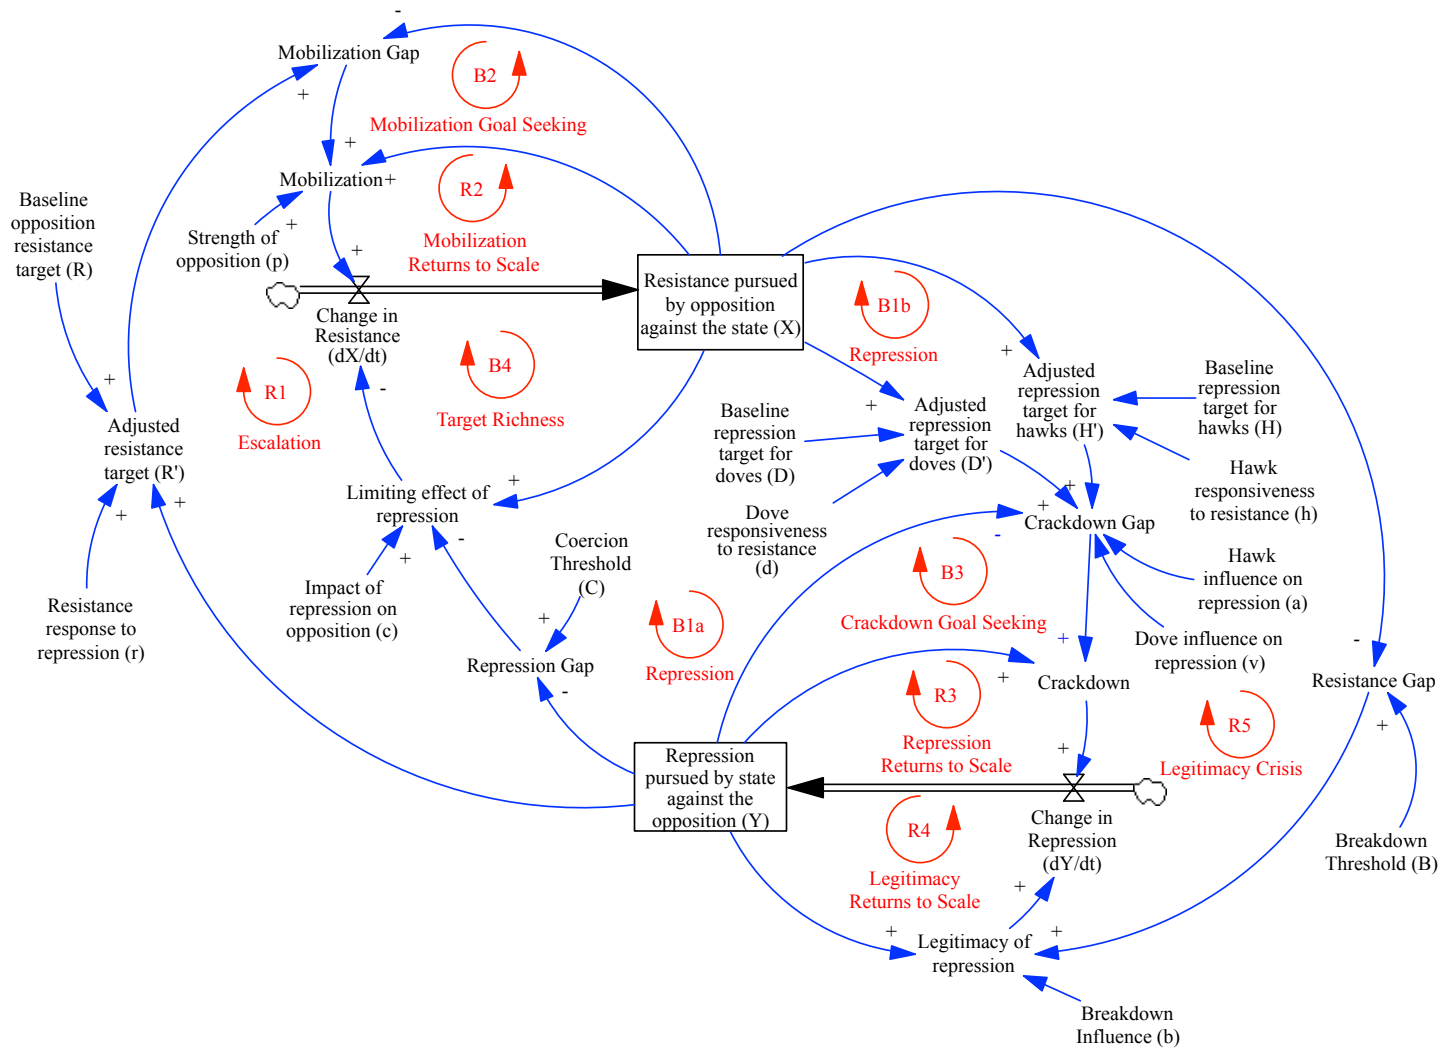 -
Mobilization Gap
+
B2
Mobilization Goal Seeking
+
Mobilization
+
R2
Mobilization
Returns to Scale
Baseline
opposition
resistance
target (R)
+
Strength of
opposition (p)
+
Change in
Resistance
(dX/dt)
-
Resistance pursued
by opposition
against the state (X)
B1b
Repression
+
Adjusted
repression
target for
hawks (H')
Baseline
repression
target for
hawks (H)
R1
Escalation
B4
Target Richness
+
Adjusted
resistance
target (R')
+
+
Baseline
repression
target for
doves (D)
+
Adjusted
repression
target for
doves (D')
Hawk
responsiveness
to resistance (h)
Dove
responsiveness
to resistance
(d)
+
+
-
Crackdown Gap
Limiting effect of
repression
+
-
+
Impact of
repression on
opposition (c)
Coercion
Threshold
(C)
+
Repression Gap
-
Resistance
response to
repression (r)
B1a
Repression
B3
Crackdown Goal Seeking
Hawk
influence on
repression (a)
Dove influence on
repression (v)
+
+
Crackdown
-
Resistance Gap
+
R3
Repression
Returns to Scale
R5
Legitimacy Crisis
Repression
pursued by state
against the
opposition (Y)
+
Change in
Repression
(dY/dt)
R4
Legitimacy
Returns to Scale
Breakdown
Threshold (B)
+
+
+
Legitimacy of
repression
Breakdown
Influence (b)